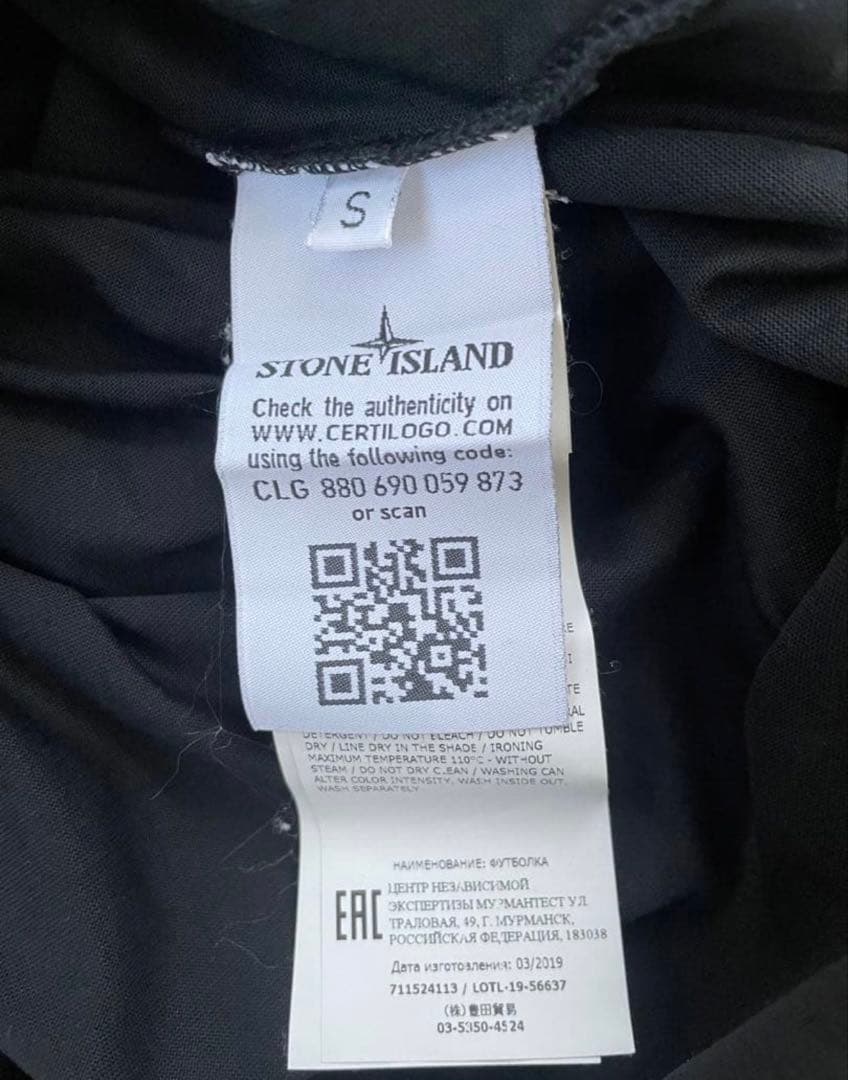 S
STONE ISLAND
Check the authenticity on
WWW.CERTILOGO.COM
using the following code:
CLG 880 690 059 873
or scan
DETERGENT / DO NOT BLEACH / DO NOT TUMBLE
DRY / LINE DRY IN THE SHADE / IRONING
MAXIMUM TEMPERATURE 110°C - WITHOUT
STEAM / DO NOT DRY CLEAN / WASHING CAN
ALTER COLOR INTENSITY. WASH INSIDE OUT.
WASH SEPARATELY
НАИМЕНОВАНИЕ: ФУТБОЛКА
EAC
ЦЕНТР НЕЗАВИСИМОЙ
ЭКСПЕРТИЗЫ МУРМАНТЕСТ УЛ.
ТРАЛОВАЯ, 49, Г. МУРМАНСК,
РОССИЙСКАЯ ФЕДЕРАЦИЯ, 183038
Дата изготовления: 03/2019
711524113 / LOTL-19-56637
(株)豊田貿易
03-5350-4524